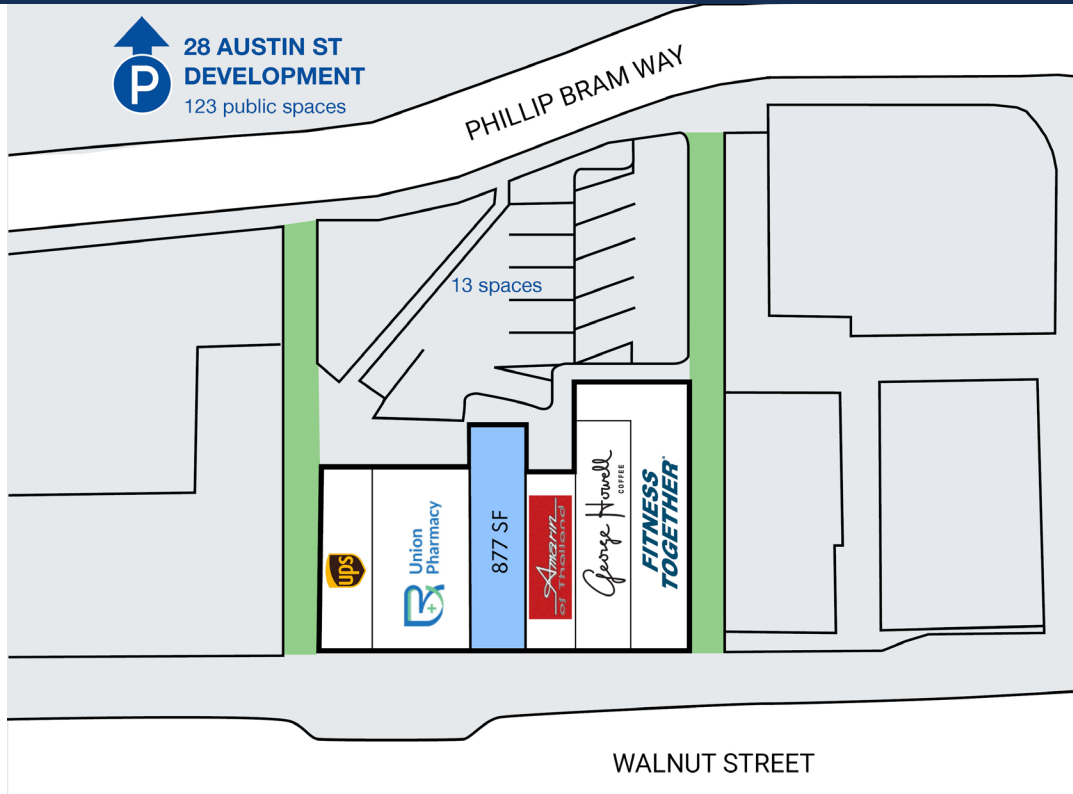 P
28 AUSTIN ST
DEVELOPMENT
123 public spaces
PHILLIP BRAM WAY
13 spaces
ups
Rx
Union
Pharmacy
877 SF
Amarin
of Thailand
George Howell
COFFEE
FITNESS
TOGETHER®
WALNUT STREET